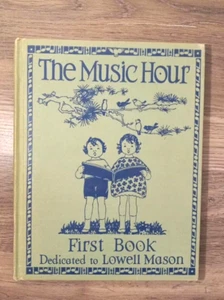 The Music Hour
First Book
Dedicated to Lowell Mason